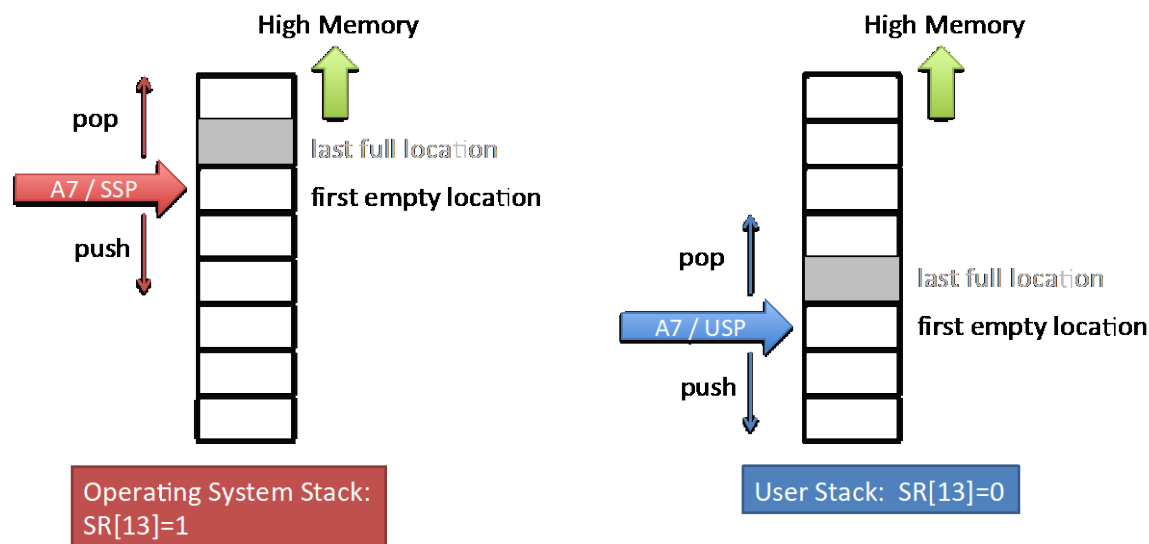 High Memory
pop
last full location
A7 / SSP
first empty location
push
Operating System Stack:
SR[13]=1
High Memory
pop
last full location
A7 / USP
first empty location
push
User Stack:  SR[13]=0